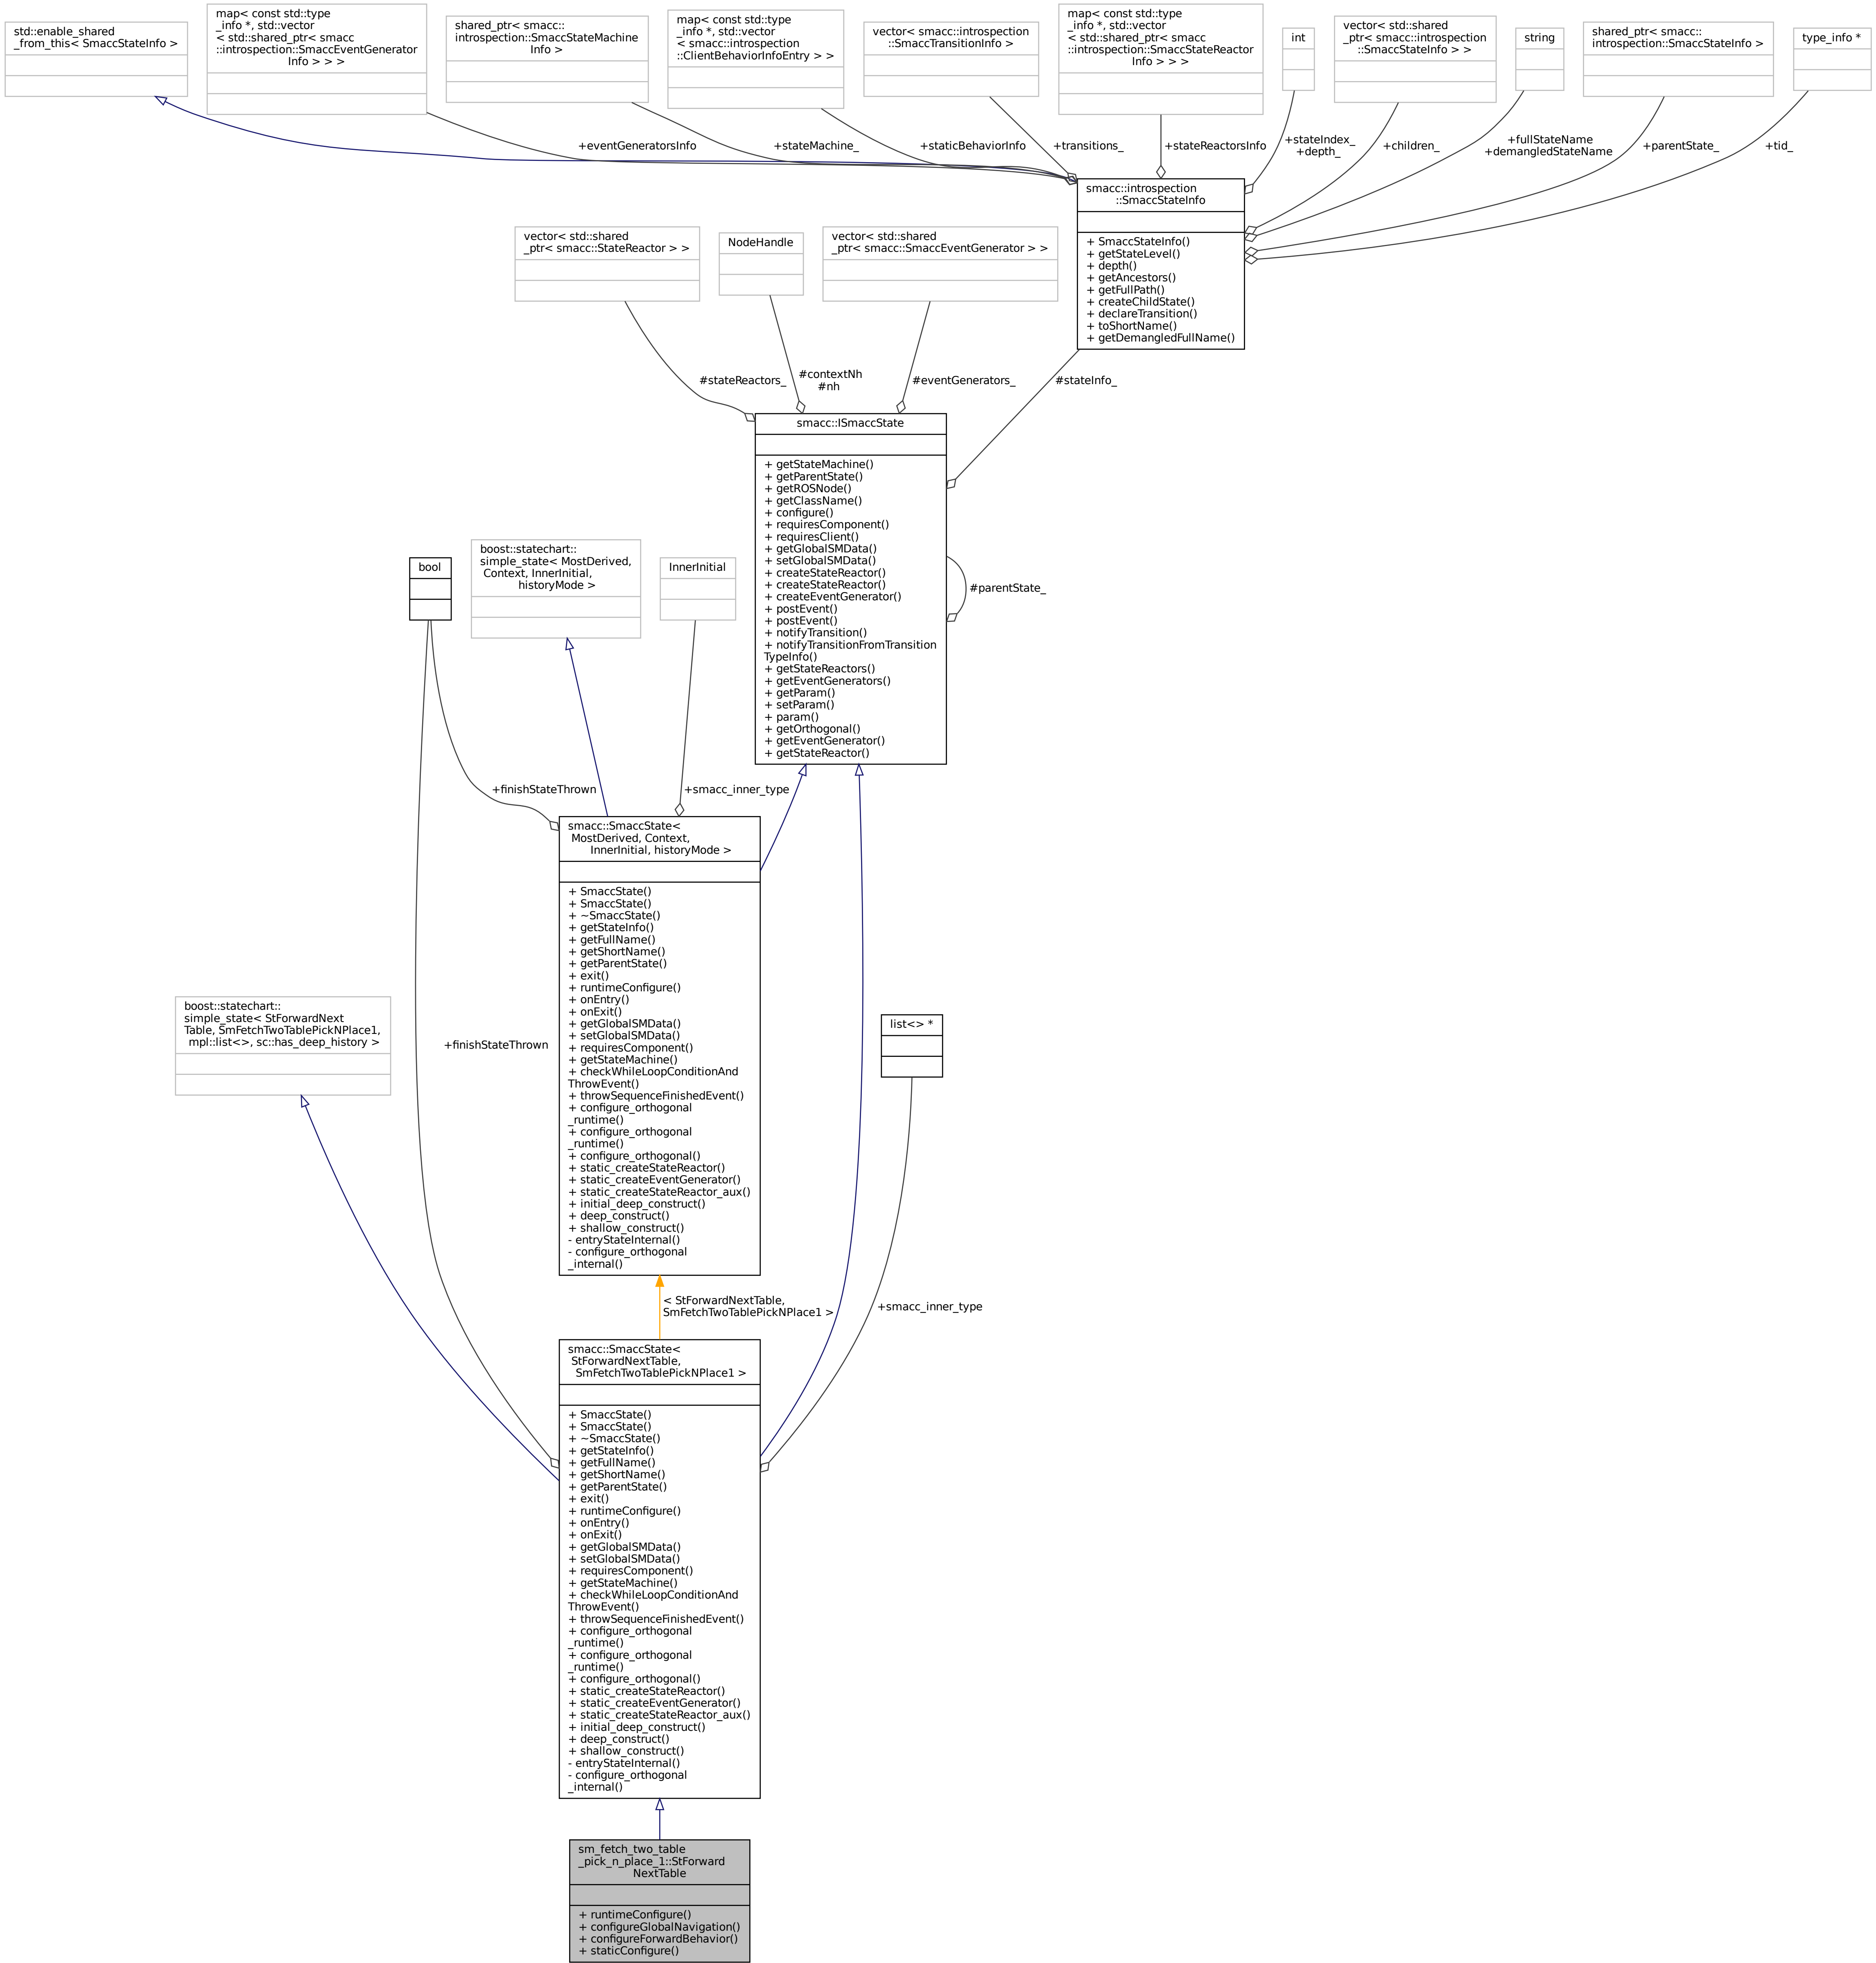 std::enable_shared
_from_this< SmaccStateInfo >
map< const std::type
_info *, std::vector
< std::shared_ptr< smacc
::introspection::SmaccEventGenerator
Info > > >
shared_ptr< smacc::
introspection::SmaccStateMachine
Info >
map< const std::type
_info *, std::vector
< smacc::introspection
::ClientBehaviorInfoEntry > >
vector< smacc::introspection
::SmaccTransitionInfo >
map< const std::type
_info *, std::vector
< std::shared_ptr< smacc
::introspection::SmaccStateReactor
Info > > >
int
vector< std::shared
_ptr< smacc::introspection
::SmaccStateInfo > >
string
shared_ptr< smacc::
introspection::SmaccStateInfo >
type_info *
+eventGeneratorsInfo
+stateMachine_
+staticBehaviorInfo
+transitions_
+stateReactorsInfo
+stateIndex_
+depth_
+children_
+fullStateName
+demangledStateName
+parentState_
+tid_
smacc::introspection
::SmaccStateInfo
+ SmaccStateInfo()
+ getStateLevel()
+ depth()
+ getAncestors()
+ getFullPath()
+ createChildState()
+ declareTransition()
+ toShortName()
+ getDemangledFullName()
vector< std::shared
_ptr< smacc::StateReactor > >
NodeHandle
vector< std::shared
_ptr< smacc::SmaccEventGenerator > >
#stateReactors_
#contextNh
#nh
#eventGenerators_
#stateInfo_
smacc::ISmaccState
+ getStateMachine()
+ getParentState()
+ getROSNode()
+ getClassName()
+ configure()
+ requiresComponent()
+ requiresClient()
+ getGlobalSMData()
+ setGlobalSMData()
+ createStateReactor()
+ createStateReactor()
+ createEventGenerator()
+ postEvent()
+ postEvent()
+ notifyTransition()
+ notifyTransitionFromTransition
TypeInfo()
+ getStateReactors()
+ getEventGenerators()
+ getParam()
+ setParam()
+ param()
+ getOrthogonal()
+ getEventGenerator()
+ getStateReactor()
#parentState_
bool
boost::statechart::
simple_state< MostDerived,
Context, InnerInitial,
historyMode >
InnerInitial
+finishStateThrown
+smacc_inner_type
smacc::SmaccState<
MostDerived, Context,
InnerInitial, historyMode >
+ SmaccState()
+ SmaccState()
+ ~SmaccState()
+ getStateInfo()
+ getFullName()
+ getShortName()
+ getParentState()
+ exit()
+ runtimeConfigure()
+ onEntry()
+ onExit()
+ getGlobalSMData()
+ setGlobalSMData()
+ requiresComponent()
+ getStateMachine()
+ checkWhileLoopConditionAnd
ThrowEvent()
+ throwSequenceFinishedEvent()
+ configure_orthogonal
_runtime()
+ configure_orthogonal
_runtime()
+ configure_orthogonal()
+ static_createStateReactor()
+ static_createEventGenerator()
+ static_createStateReactor_aux()
+ initial_deep_construct()
+ deep_construct()
+ shallow_construct()
- entryStateInternal()
- configure_orthogonal
_internal()
boost::statechart::
simple_state< StForwardNext
Table, SmFetchTwoTablePickNPlace1,
mpl::list<>, sc::has_deep_history >
+finishStateThrown
list<> *
< StForwardNextTable,
SmFetchTwoTablePickNPlace1 >
+smacc_inner_type
smacc::SmaccState<
StForwardNextTable,
SmFetchTwoTablePickNPlace1 >
+ SmaccState()
+ SmaccState()
+ ~SmaccState()
+ getStateInfo()
+ getFullName()
+ getShortName()
+ getParentState()
+ exit()
+ runtimeConfigure()
+ onEntry()
+ onExit()
+ getGlobalSMData()
+ setGlobalSMData()
+ requiresComponent()
+ getStateMachine()
+ checkWhileLoopConditionAnd
ThrowEvent()
+ throwSequenceFinishedEvent()
+ configure_orthogonal
_runtime()
+ configure_orthogonal
_runtime()
+ configure_orthogonal()
+ static_createStateReactor()
+ static_createEventGenerator()
+ static_createStateReactor_aux()
+ initial_deep_construct()
+ deep_construct()
+ shallow_construct()
- entryStateInternal()
- configure_orthogonal
_internal()
sm_fetch_two_table
_pick_n_place_1::StForward
NextTable
+ runtimeConfigure()
+ configureGlobalNavigation()
+ configureForwardBehavior()
+ staticConfigure()